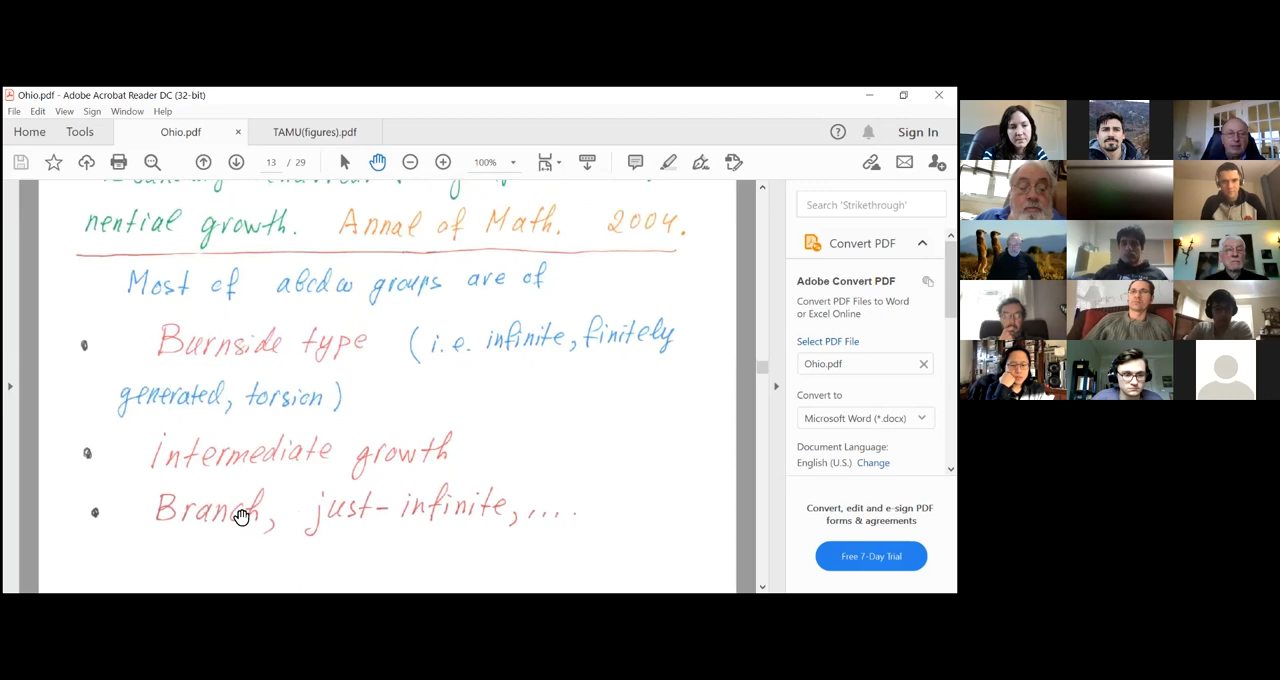 Ohio.pdf - Adobe Acrobat Reader DC (32-bit)
File Edit View Sign Window Help
Home Tools Ohio.pdf × TAMU(figures).pdf Sign In
13 / 29 100%
nential growth. Annal of Math. 2004.
Most of abcdw groups are of
• Burnside type (i.e. infinite, finitely
generated, torsion)
• intermediate growth
• Branch, just-infinite, ....
Search 'Strikethrough'
Convert PDF
Adobe Convert PDF
Convert PDF Files to Word
or Excel Online
Select PDF File
Ohio.pdf
Convert to
Microsoft Word (*.docx)
Document Language:
English (U.S.) Change
Convert, edit and e-sign PDF
forms & agreements
Free 7-Day Trial